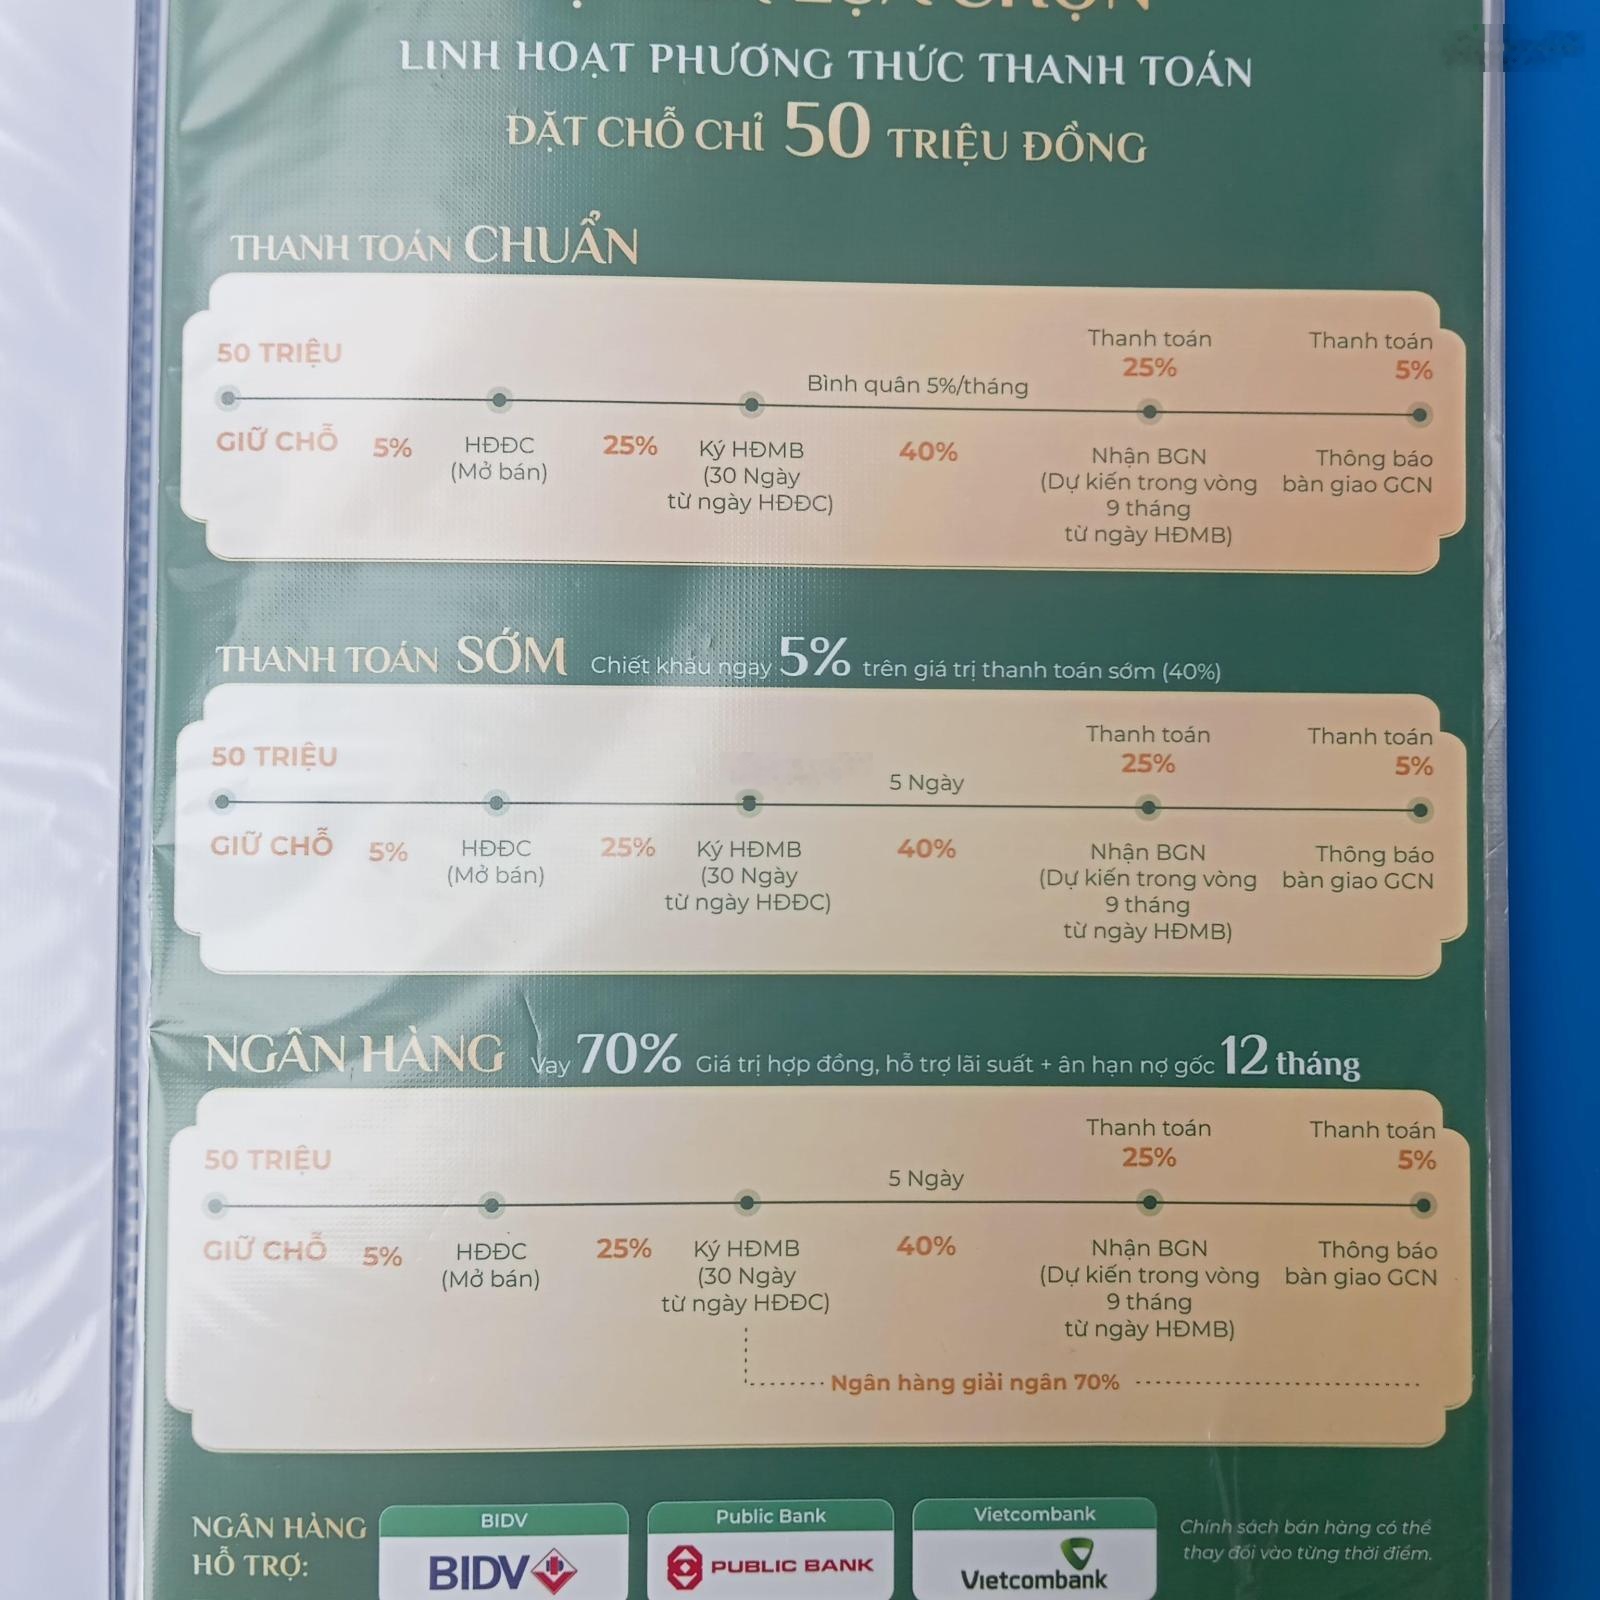 LỰA CHỌN
LINH HOẠT PHƯƠNG THỨC THANH TOÁN
ĐẶT CHỖ CHỈ 50 TRIỆU ĐỒNG
THANH TOÁN CHUẨN
50 TRIỆU
Bình quân 5%/tháng
Thanh toán
25%
Thanh toán
5%
GIỮ CHỖ
5%
HĐĐC
(Mở bán)
25%
Ký HĐMB
(30 Ngày
từ ngày HĐĐC)
40%
Nhận BGN
(Dự kiến trong vòng
9 tháng
từ ngày HĐMB)
Thông báo
bàn giao GCN
THANH TOÁN SỚM Chiết khấu ngay 5% trên giá trị thanh toán sớm (40%)
50 TRIỆU
5 Ngày
Thanh toán
25%
Thanh toán
5%
GIỮ CHỖ
5%
HĐĐC
(Mở bán)
25%
Ký HĐMB
(30 Ngày
từ ngày HĐĐC)
40%
Nhận BGN
(Dự kiến trong vòng
9 tháng
từ ngày HĐMB)
Thông báo
bàn giao GCN
NGÂN HÀNG Vay 70% Giá trị hợp đồng, hỗ trợ lãi suất + ân hạn nợ gốc 12 tháng
50 TRIỆU
5 Ngày
Thanh toán
25%
Thanh toán
5%
GIỮ CHỖ
5%
HĐĐC
(Mở bán)
25%
Ký HĐMB
(30 Ngày
từ ngày HĐĐC)
40%
Nhận BGN
(Dự kiến trong vòng
9 tháng
từ ngày HĐMB)
Thông báo
bàn giao GCN
Ngân hàng giải ngân 70%
NGÂN HÀNG
HỖ TRỢ:
BIDV
BIDV
Public Bank
PUBLIC BANK
Vietcombank
Vietcombank
Chính sách bán hàng có thể
thay đổi vào từng thời điểm.